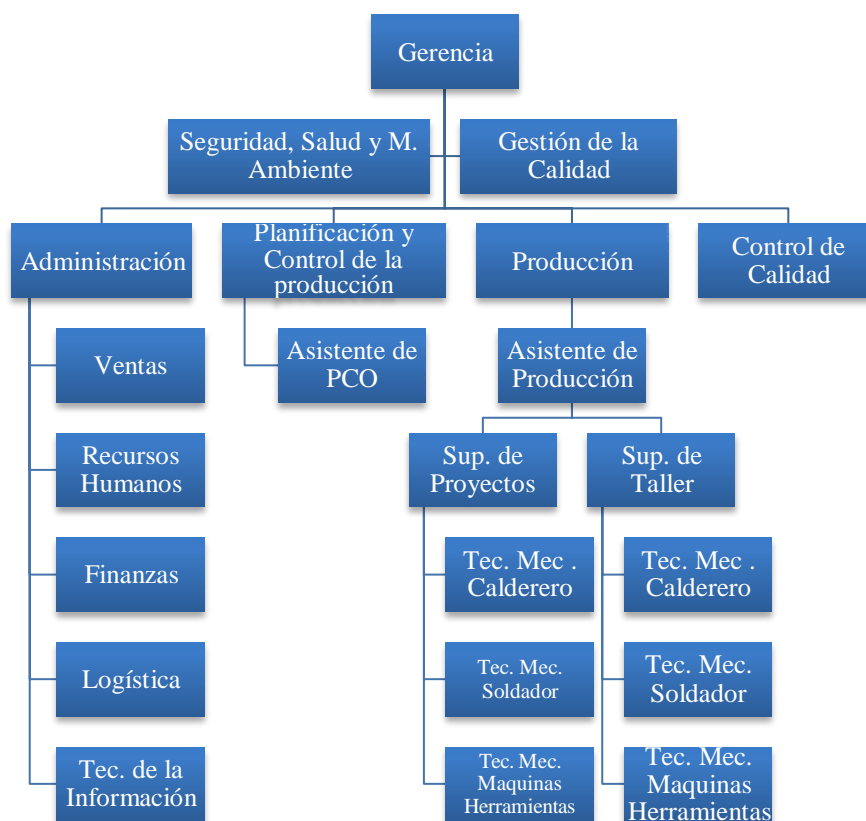 Gerencia
Seguridad, Salud y M.
Ambiente
Gestión de la
Calidad
Administración
Planificación y
Control de la
producción
Producción
Control de
Calidad
Ventas
Asistente de
PCO
Asistente de
Producción
Recursos
Humanos
Sup. de
Proyectos
Sup. de
Taller
Finanzas
Tec. Mec .
Calderero
Tec. Mec .
Calderero
Logística
Tec. Mec.
Soldador
Tec. Mec.
Soldador
Tec. de la
Información
Tec. Mec.
Maquinas
Herramientas
Tec. Mec.
Maquinas
Herramientas